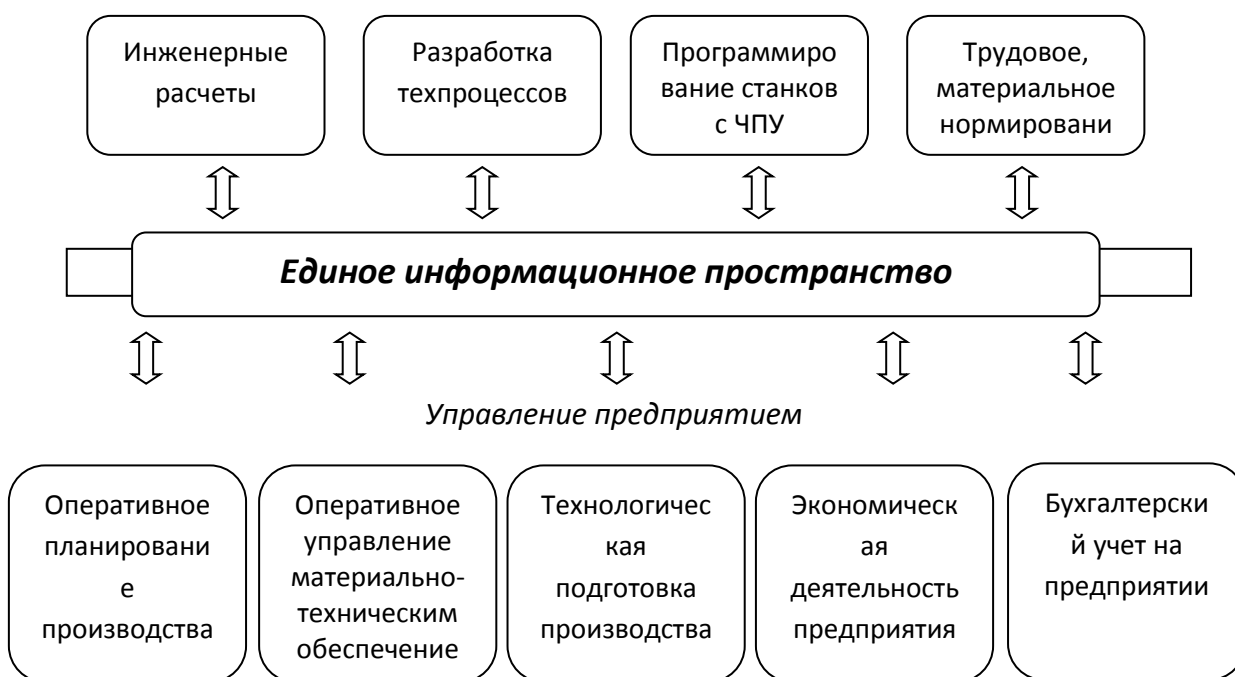 Инженерные
расчеты
Разработка
техпроцессов
Программиро
вание станков
с ЧПУ
Трудовое,
материальное
нормировани
Единое информационное пространство
Управление предприятием
Оперативное
планировани
е
производства
Оперативное
управление
материально-
техническим
обеспечение
Технологичес
кая
подготовка
производства
Экономическ
ая
деятельность
предприятия
Бухгалтерски
й учет на
предприятии